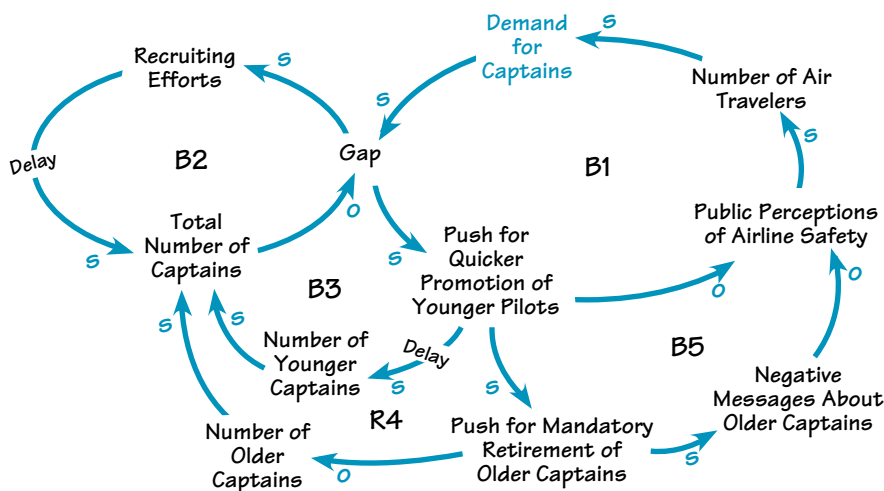 Demand
for
Captains
S
S
Recruiting
Efforts
S
Number of Air
Travelers
S
S
Delay
B2
Gap
B1
O
Total
Number of
Captains
S
Push for
Quicker
Promotion of
Younger Pilots
S
Public Perceptions
of Airline Safety
O
O
B3
S
S
Number of
Younger
Captains
Delay
S
B5
Negative
Messages About
Older Captains
S
R4
Number of
Older
Captains
O
Push for Mandatory
Retirement of
Older Captains
S